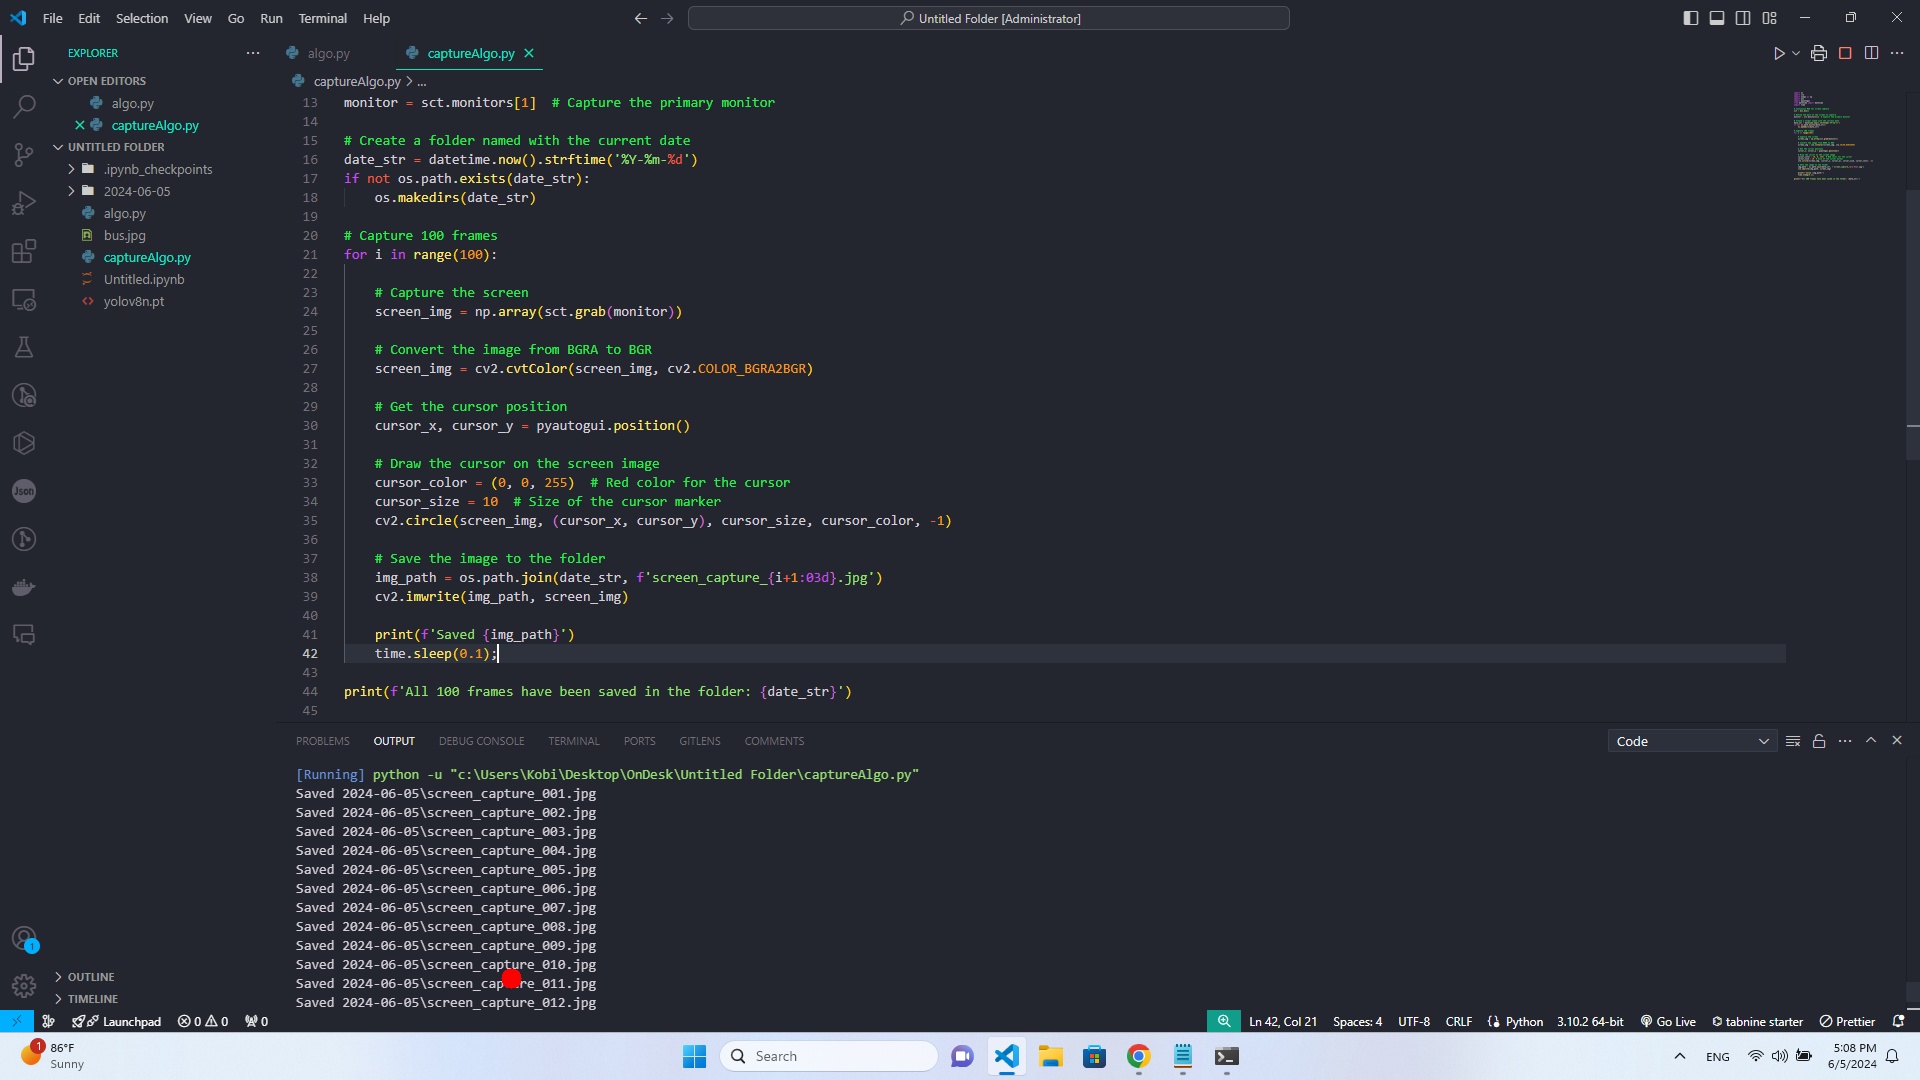 File Edit Selection View Go Run Terminal Help
Untitled Folder [Administrator]
EXPLORER
OPEN EDITORS
algo.py
captureAlgo.py
UNTITLED FOLDER
.ipynb_checkpoints
2024-06-05
algo.py
bus.jpg
captureAlgo.py
Untitled.ipynb
yolov8n.pt
OUTLINE
TIMELINE
Json
1
algo.py captureAlgo.py
captureAlgo.py > ...
13 monitor = sct.monitors[1]  # Capture the primary monitor
14
15 # Create a folder named with the current date
16 date_str = datetime.now().strftime('%Y-%m-%d')
17 if not os.path.exists(date_str):
18     os.makedirs(date_str)
19
20 # Capture 100 frames
21 for i in range(100):
22
23     # Capture the screen
24     screen_img = np.array(sct.grab(monitor))
25
26     # Convert the image from BGRA to BGR
27     screen_img = cv2.cvtColor(screen_img, cv2.COLOR_BGRA2BGR)
28
29     # Get the cursor position
30     cursor_x, cursor_y = pyautogui.position()
31
32     # Draw the cursor on the screen image
33     cursor_color = (0, 0, 255)  # Red color for the cursor
34     cursor_size = 10  # Size of the cursor marker
35     cv2.circle(screen_img, (cursor_x, cursor_y), cursor_size, cursor_color, -1)
36
37     # Save the image to the folder
38     img_path = os.path.join(date_str, f'screen_capture_{i+1:03d}.jpg')
39     cv2.imwrite(img_path, screen_img)
40
41     print(f'Saved {img_path}')
42     time.sleep(0.1);
43
44 print(f'All 100 frames have been saved in the folder: {date_str}')
45
PROBLEMS OUTPUT DEBUG CONSOLE TERMINAL PORTS GITLENS COMMENTS
Code
[Running] python -u "c:\Users\Kobi\Desktop\OnDesk\Untitled Folder\captureAlgo.py"
Saved 2024-06-05\screen_capture_001.jpg
Saved 2024-06-05\screen_capture_002.jpg
Saved 2024-06-05\screen_capture_003.jpg
Saved 2024-06-05\screen_capture_004.jpg
Saved 2024-06-05\screen_capture_005.jpg
Saved 2024-06-05\screen_capture_006.jpg
Saved 2024-06-05\screen_capture_007.jpg
Saved 2024-06-05\screen_capture_008.jpg
Saved 2024-06-05\screen_capture_009.jpg
Saved 2024-06-05\screen_capture_010.jpg
Saved 2024-06-05\screen_capture_011.jpg
Saved 2024-06-05\screen_capture_012.jpg
Launchpad 0 0 0
Ln 42, Col 21 Spaces: 4 UTF-8 CRLF Python 3.10.2 64-bit Go Live tabnine starter Prettier
1
86°F
Sunny
Search
ENG
5:08 PM
6/5/2024